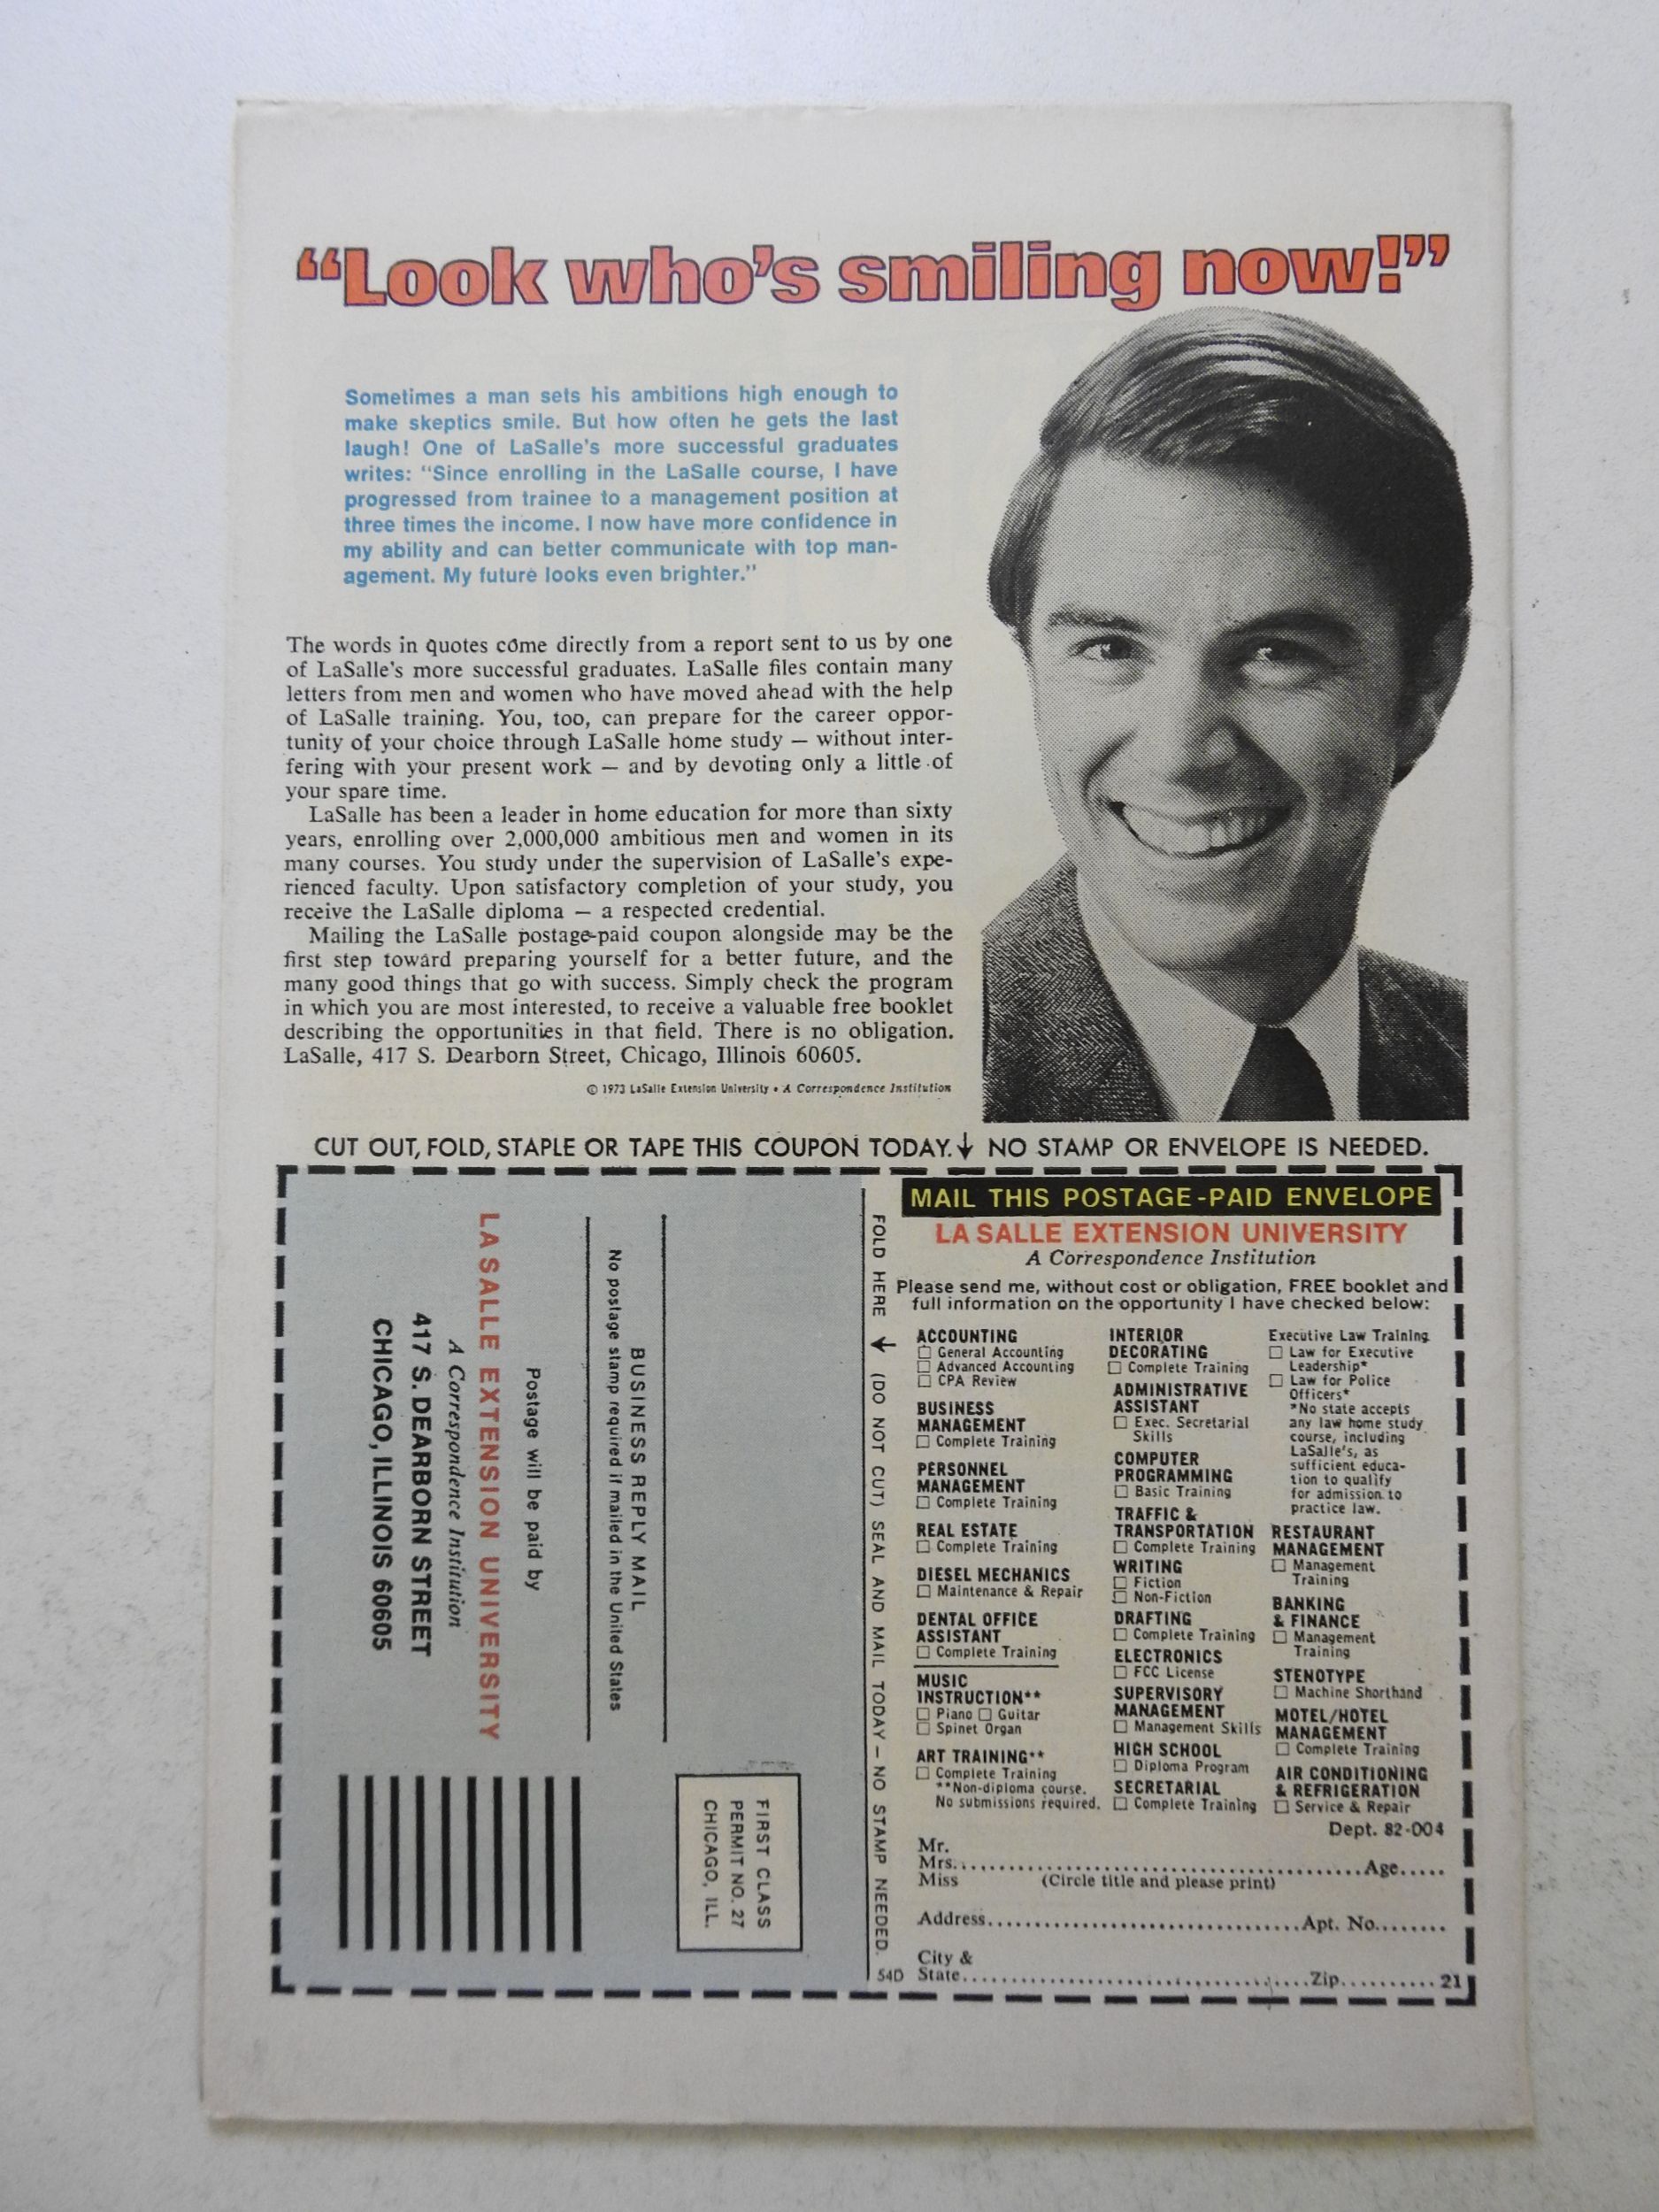 “Look who's smiling now!”
Sometimes a man sets his ambitions high enough to
make skeptics smile. But how often he gets the last
laugh! One of LaSalle's more successful graduates
writes: “Since enrolling in the LaSalle course, I have
progressed from trainee to a management position at
three times the income. I now have more confidence in
my ability and can better communicate with top man-
agement. My future looks even brighter.”
The words in quotes come directly from a report sent to us by one
of LaSalle's more successful graduates. LaSalle files contain many
letters from men and women who have moved ahead with the help
of LaSalle training. You, too, can prepare for the career oppor-
tunity of your choice through LaSalle home study — without inter-
fering with your present work — and by devoting only a little of
your spare time.
LaSalle has been a leader in home education for more than sixty
years, enrolling over 2,000,000 ambitious men and women in its
many courses. You study under the supervision of LaSalle's expe-
rienced faculty. Upon satisfactory completion of your study, you
receive the LaSalle diploma — a respected credential.
Mailing the LaSalle postage-paid coupon alongside may be the
first step toward preparing yourself for a better future, and the
many good things that go with success. Simply check the program
in which you are most interested, to receive a valuable free booklet
describing the opportunities in that field. There is no obligation.
LaSalle, 417 S. Dearborn Street, Chicago, Illinois 60605.
© 1973 LaSalle Extension University • A Correspondence Institution
CUT OUT, FOLD, STAPLE OR TAPE THIS COUPON TODAY.↓ NO STAMP OR ENVELOPE IS NEEDED.
FIRST CLASS
PERMIT NO. 27
CHICAGO, ILL.
BUSINESS REPLY MAIL
No postage stamp required if mailed in the United States
Postage will be paid by
LA SALLE EXTENSION UNIVERSITY
A Correspondence Institution
417 S. DEARBORN STREET
CHICAGO, ILLINOIS 60605
FOLD HERE ↓ (DO NOT CUT) SEAL AND MAIL TODAY — NO STAMP NEEDED.
54D
MAIL THIS POSTAGE-PAID ENVELOPE
LA SALLE EXTENSION UNIVERSITY
A Correspondence Institution
Please send me, without cost or obligation, FREE booklet and
full information on the opportunity I have checked below:
ACCOUNTING
☐ General Accounting
☐ Advanced Accounting
☐ CPA Review
BUSINESS
MANAGEMENT
☐ Complete Training
PERSONNEL
MANAGEMENT
☐ Complete Training
REAL ESTATE
☐ Complete Training
DIESEL MECHANICS
☐ Maintenance & Repair
DENTAL OFFICE
ASSISTANT
☐ Complete Training
MUSIC
INSTRUCTION**
☐ Piano ☐ Guitar
☐ Spinet Organ
ART TRAINING**
☐ Complete Training
**Non-diploma course.
No submissions required.
INTERIOR
DECORATING
☐ Complete Training
ADMINISTRATIVE
ASSISTANT
☐ Exec. Secretarial
Skills
COMPUTER
PROGRAMMING
☐ Basic Training
TRAFFIC &
TRANSPORTATION
☐ Complete Training
WRITING
☐ Fiction
☐ Non-Fiction
DRAFTING
☐ Complete Training
ELECTRONICS
☐ FCC License
SUPERVISORY
MANAGEMENT
☐ Management Skills
HIGH SCHOOL
☐ Diploma Program
SECRETARIAL
☐ Complete Training
Executive Law Training
☐ Law for Executive
Leadership*
☐ Law for Police
Officers*
*No state accepts
any law home study
course, including
LaSalle's, as
sufficient educa-
tion to qualify
for admission to
practice law.
RESTAURANT
MANAGEMENT
☐ Management
Training
BANKING
& FINANCE
☐ Management
Training
STENOTYPE
☐ Machine Shorthand
MOTEL/HOTEL
MANAGEMENT
☐ Complete Training
AIR CONDITIONING
& REFRIGERATION
☐ Service & Repair
Dept. 82-004
Mr.
Mrs. Age
Miss (Circle title and please print)
Address Apt. No.
City &
State Zip 21